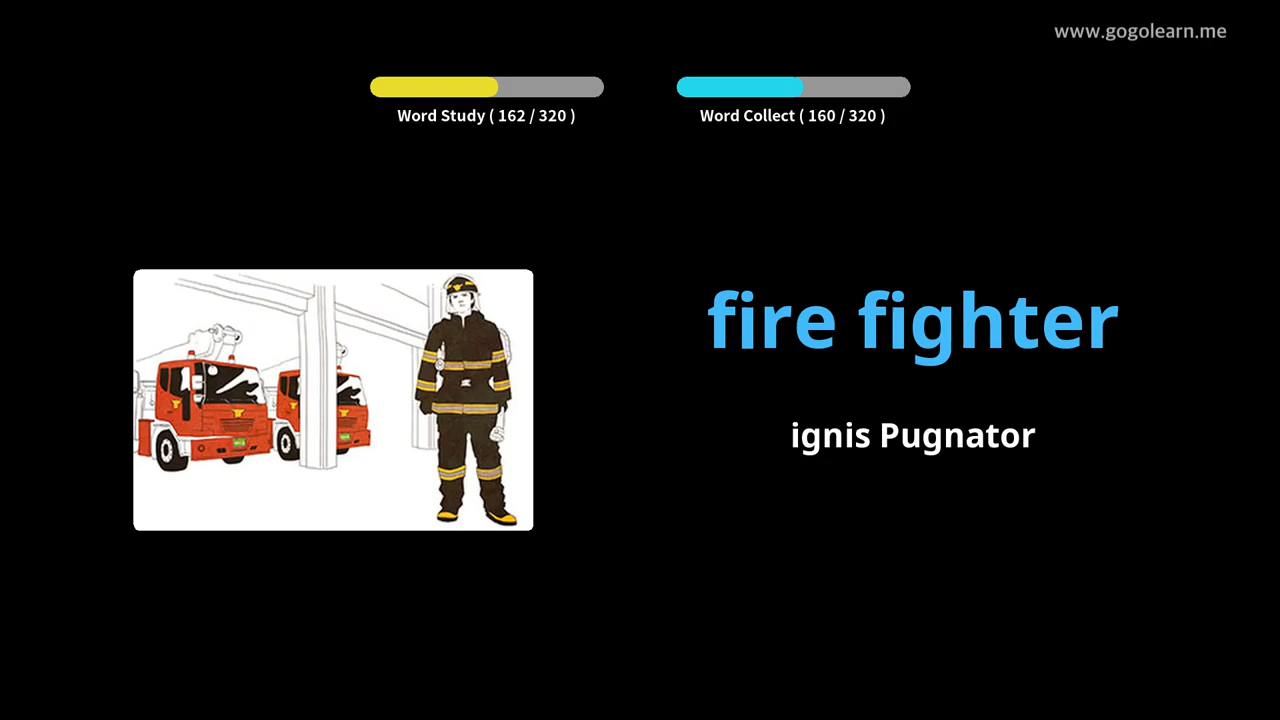 www.gogolearn.me
Word Study ( 162 / 320 )
Word Collect ( 160 / 320 )
fire fighter
ignis Pugnator